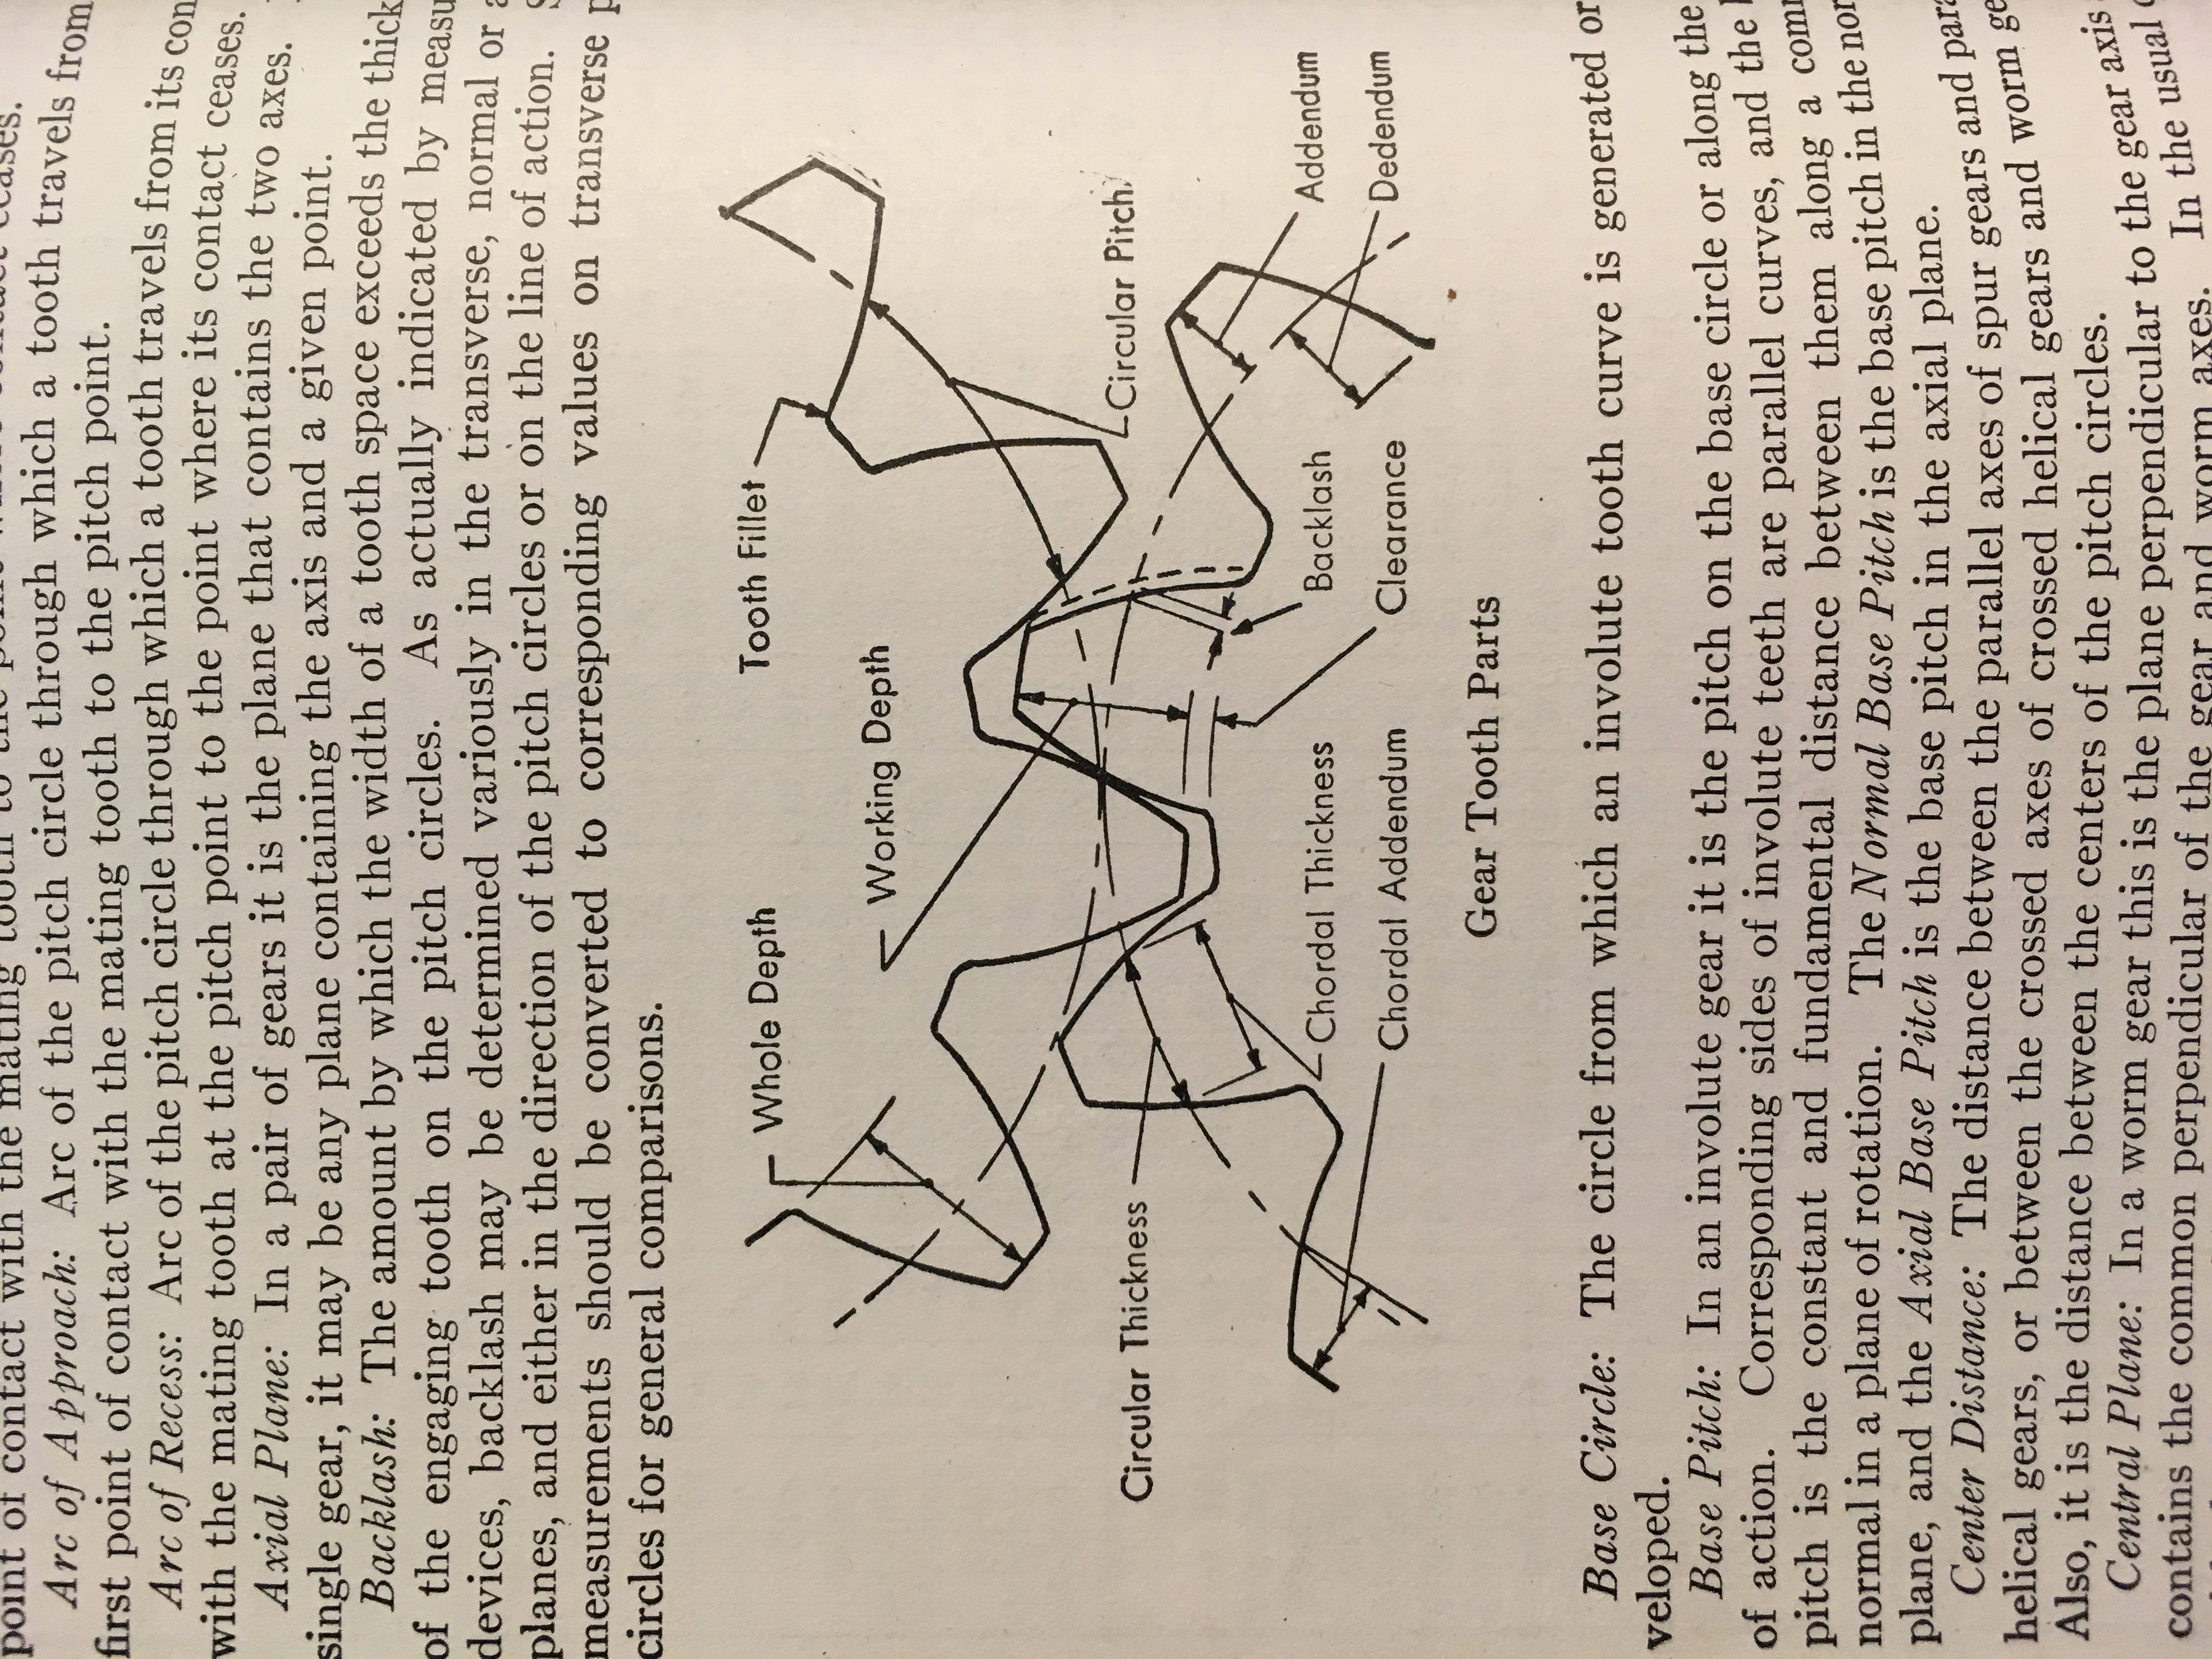 point of contact with the mating tooth to the point where contact ceases.
Arc of Approach: Arc of the pitch circle through which a tooth travels from
first point of contact with the mating tooth to the pitch point.
Arc of Recess: Arc of the pitch circle through which a tooth travels from its con
with the mating tooth at the pitch point to the point where its contact ceases.
Axial Plane: In a pair of gears it is the plane that contains the two axes.
single gear, it may be any plane containing the axis and a given point.
Backlash: The amount by which the width of a tooth space exceeds the thick
of the engaging tooth on the pitch circles. As actually indicated by measu
devices, backlash may be determined variously in the transverse, normal or a
planes, and either in the direction of the pitch circles or on the line of action. S
measurements should be converted to corresponding values on transverse p
circles for general comparisons.
Whole Depth
Tooth Fillet
Working Depth
Circular Thickness
Circular Pitch
Chordal Thickness
Backlash
Addendum
Chordal Addendum
Clearance
Dedendum
Gear Tooth Parts
Base Circle: The circle from which an involute tooth curve is generated or
veloped.
Base Pitch: In an involute gear it is the pitch on the base circle or along the
of action. Corresponding sides of involute teeth are parallel curves, and the
pitch is the constant and fundamental distance between them along a com
normal in a plane of rotation. The Normal Base Pitch is the base pitch in the nor
plane, and the Axial Base Pitch is the base pitch in the axial plane.
Center Distance: The distance between the parallel axes of spur gears and para
helical gears, or between the crossed axes of crossed helical gears and worm ge
Also, it is the distance between the centers of the pitch circles.
Central Plane: In a worm gear this is the plane perpendicular to the gear axis
contains the common perpendicular of the gear and worm axes. In the usual